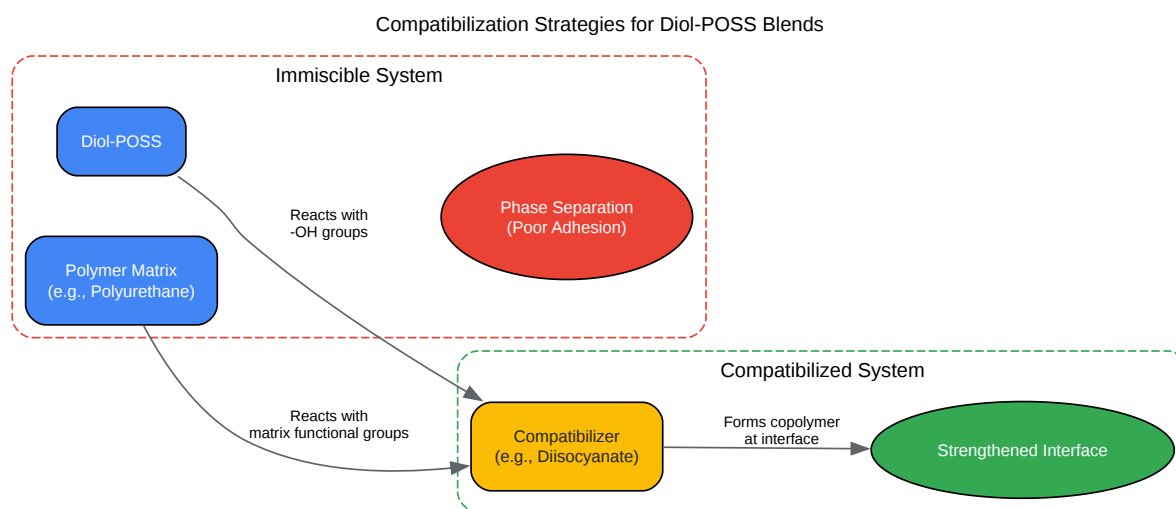 Compatibilization Strategies for Diol-POSS Blends
Immiscible System
Diol-POSS
Reacts with
-OH groups
Phase Separation
(Poor Adhesion)
Polymer Matrix
(e.g., Polyurethane)
Compatibilized System
Reacts with
matrix functional groups
Compatibilizer
(e.g., Diisocyanate)
Forms copolymer
at interface
Strengthened Interface